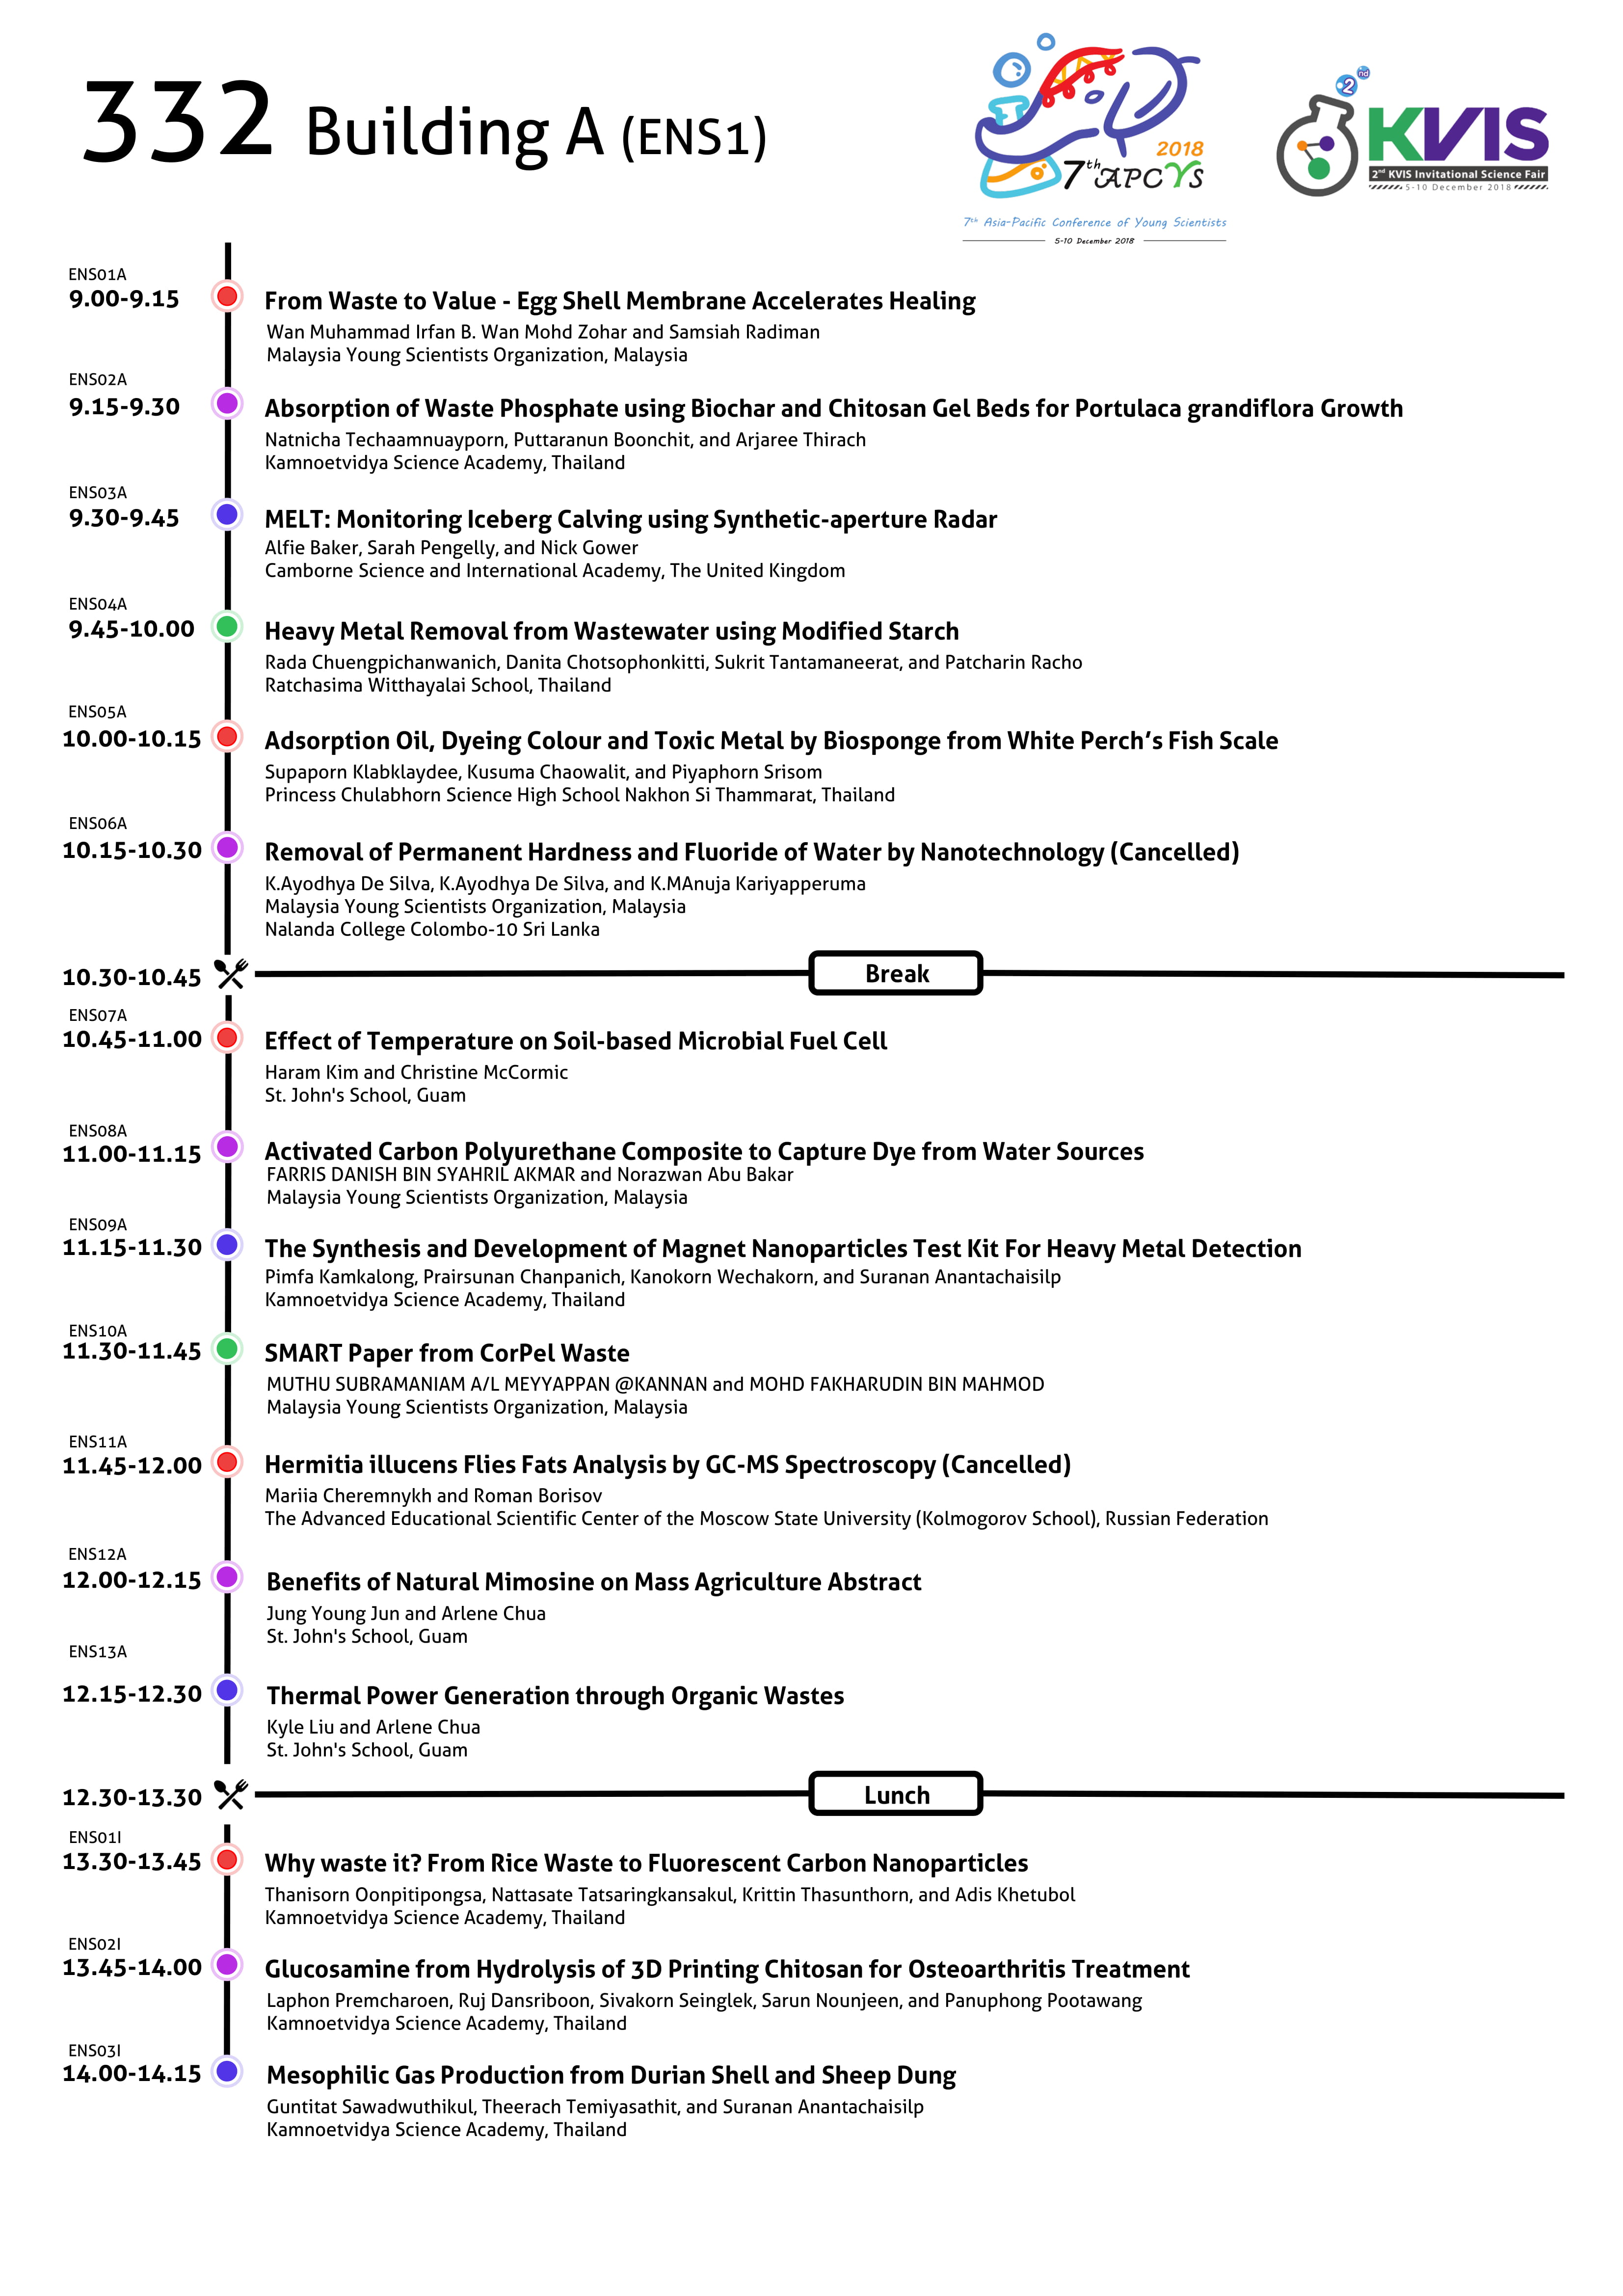 332 Building A (ENS1)
2018
7th APCYS
7th Asia-Pacific Conference of Young Scientists
5-10 December 2018
2nd
KVIS
2nd KVIS Invitational Science Fair
5-10 December 2018
ENS01A
9.00-9.15
From Waste to Value - Egg Shell Membrane Accelerates Healing
Wan Muhammad Irfan B. Wan Mohd Zohar and Samsiah Radiman
Malaysia Young Scientists Organization, Malaysia
ENS02A
9.15-9.30
Absorption of Waste Phosphate using Biochar and Chitosan Gel Beds for Portulaca grandiflora Growth
Natnicha Techaamnuayporn, Puttaranun Boonchit, and Arjaree Thirach
Kamnoetvidya Science Academy, Thailand
ENS03A
9.30-9.45
MELT: Monitoring Iceberg Calving using Synthetic-aperture Radar
Alfie Baker, Sarah Pengelly, and Nick Gower
Camborne Science and International Academy, The United Kingdom
ENS04A
9.45-10.00
Heavy Metal Removal from Wastewater using Modified Starch
Rada Chuengpichanwanich, Danita Chotsophonkitti, Sukrit Tantamaneerat, and Patcharin Racho
Ratchasima Witthayalai School, Thailand
ENS05A
10.00-10.15
Adsorption Oil, Dyeing Colour and Toxic Metal by Biosponge from White Perch’s Fish Scale
Supaporn Klabklaydee, Kusuma Chaowalit, and Piyaphorn Srisom
Princess Chulabhorn Science High School Nakhon Si Thammarat, Thailand
ENS06A
10.15-10.30
Removal of Permanent Hardness and Fluoride of Water by Nanotechnology (Cancelled)
K.Ayodhya De Silva, K.Ayodhya De Silva, and K.MAnuja Kariyapperuma
Malaysia Young Scientists Organization, Malaysia
Nalanda College Colombo-10 Sri Lanka
10.30-10.45
Break
ENS07A
10.45-11.00
Effect of Temperature on Soil-based Microbial Fuel Cell
Haram Kim and Christine McCormic
St. John's School, Guam
ENS08A
11.00-11.15
Activated Carbon Polyurethane Composite to Capture Dye from Water Sources
FARRIS DANISH BIN SYAHRIL AKMAR and Norazwan Abu Bakar
Malaysia Young Scientists Organization, Malaysia
ENS09A
11.15-11.30
The Synthesis and Development of Magnet Nanoparticles Test Kit For Heavy Metal Detection
Pimfa Kamkalong, Prairsunan Chanpanich, Kanokorn Wechakorn, and Suranan Anantachaisilp
Kamnoetvidya Science Academy, Thailand
ENS10A
11.30-11.45
SMART Paper from CorPel Waste
MUTHU SUBRAMANIAM A/L MEYYAPPAN @KANNAN and MOHD FAKHARUDIN BIN MAHMOD
Malaysia Young Scientists Organization, Malaysia
ENS11A
11.45-12.00
Hermitia illucens Flies Fats Analysis by GC-MS Spectroscopy (Cancelled)
Mariia Cheremnykh and Roman Borisov
The Advanced Educational Scientific Center of the Moscow State University (Kolmogorov School), Russian Federation
ENS12A
12.00-12.15
Benefits of Natural Mimosine on Mass Agriculture Abstract
Jung Young Jun and Arlene Chua
St. John's School, Guam
ENS13A
12.15-12.30
Thermal Power Generation through Organic Wastes
Kyle Liu and Arlene Chua
St. John's School, Guam
12.30-13.30
Lunch
ENS01I
13.30-13.45
Why waste it? From Rice Waste to Fluorescent Carbon Nanoparticles
Thanisorn Oonpitipongsa, Nattasate Tatsaringkansakul, Krittin Thasunthorn, and Adis Khetubol
Kamnoetvidya Science Academy, Thailand
ENS02I
13.45-14.00
Glucosamine from Hydrolysis of 3D Printing Chitosan for Osteoarthritis Treatment
Laphon Premcharoen, Ruj Dansriboon, Sivakorn Seinglek, Sarun Nounjeen, and Panuphong Pootawang
Kamnoetvidya Science Academy, Thailand
ENS03I
14.00-14.15
Mesophilic Gas Production from Durian Shell and Sheep Dung
Guntitat Sawadwuthikul, Theerach Temiyasathit, and Suranan Anantachaisilp
Kamnoetvidya Science Academy, Thailand